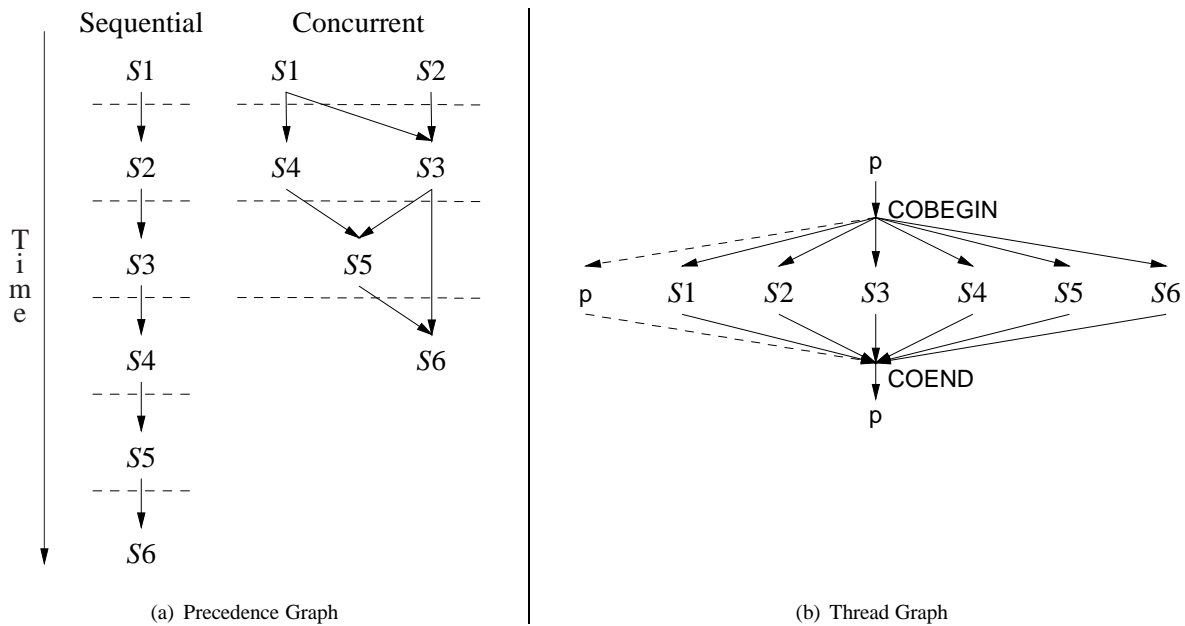 Sequential
Concurrent
S1
S1
S2
S2
S4
S3
S3
S5
S4
S6
S5
S6
Time
(a) Precedence Graph
p
COBEGIN
p
S1
S2
S3
S4
S5
S6
COEND
p
(b) Thread Graph